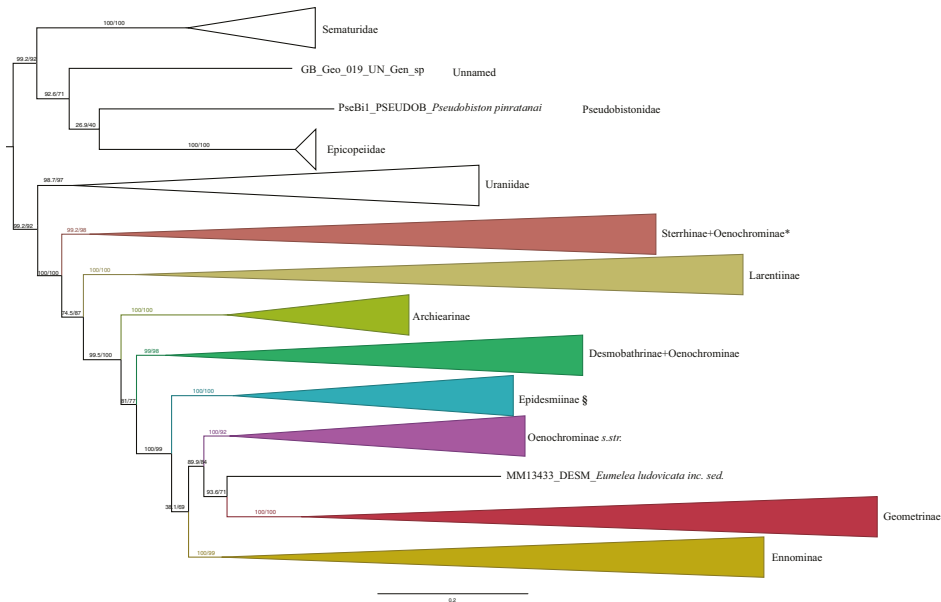 100/100
Sematuridae
99.2/92
GB_Geo_019_UN_Gen_sp Unnamed
92.6/71
PseBi1_PSEUDOB_Pseudobiston pinratanai Pseudobistonidae
26.9/40
100/100
Epicopeiidae
98.7/97
Uraniidae
99.2/92
99.2/98
Sterrhinae+Oenochrominae*
100/100
100/100
Larentiinae
74.5/87
100/100
Archiearinae
99.5/100
99/98
Desmobathrinae+Oenochrominae
81/77
100/100
Epidesmiinae §
100/92
Oenochrominae s.str.
100/99
89.9/84
MM13433_DESM_Eumelea ludovicata inc. sed.
93.6/71
38.1/69
100/100
Geometrinae
100/99
Ennominae
0.2